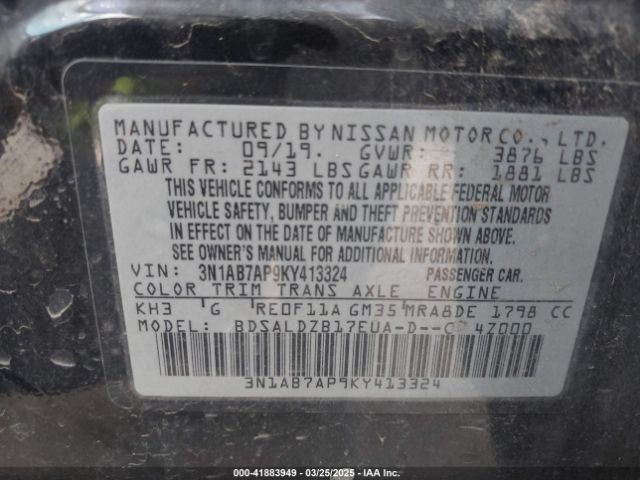 MANUFACTURED BY NISSAN MOTOR CO., LTD.
DATE: 09/19. GVWR: 3876 LBS
GAWR FR: 2143 LBS GAWR RR: 1881 LBS
THIS VEHICLE CONFORMS TO ALL APPLICABLE FEDERAL MOTOR
VEHICLE SAFETY, BUMPER AND THEFT PREVENTION STANDARDS
IN EFFECT ON THE DATE OF MANUFACTURE SHOWN ABOVE.
SEE OWNER'S MANUAL FOR ADDITIONAL INFORMATION.
VIN: 3N1AB7AP9KY413324 PASSENGER CAR.
COLOR TRIM TRANS AXLE ENGINE
KH3 G RE0F11A GM35 MRA8DE 1798 CC
MODEL: BDSALDZB17EUA-D-- 47000
3N1AB7AP9KY413324
000-41883949 — 03/25/2025 — IAA Inc.